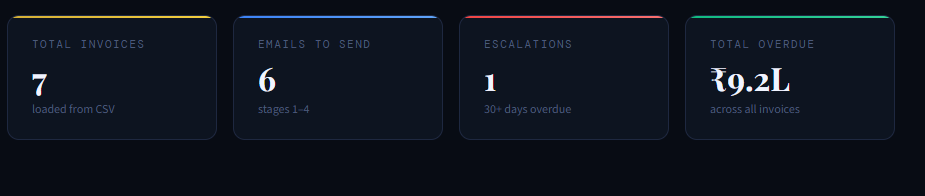 TOTAL INVOICES
7
loaded from CSV
EMAILS TO SEND
6
stages 1–4
ESCALATIONS
1
30+ days overdue
TOTAL OVERDUE
₹9.2L
across all invoices